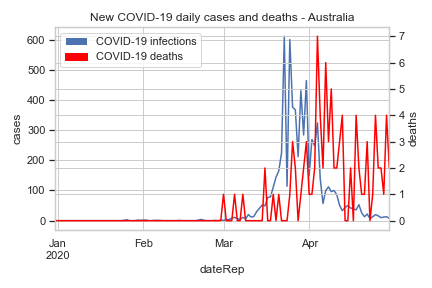 New COVID-19 daily cases and deaths - Australia
COVID-19 infections
COVID-19 deaths
600
500
400
300
200
100
0
cases
7
6
5
4
3
2
1
0
deaths
Jan
2020
Feb
Mar
Apr
dateRep